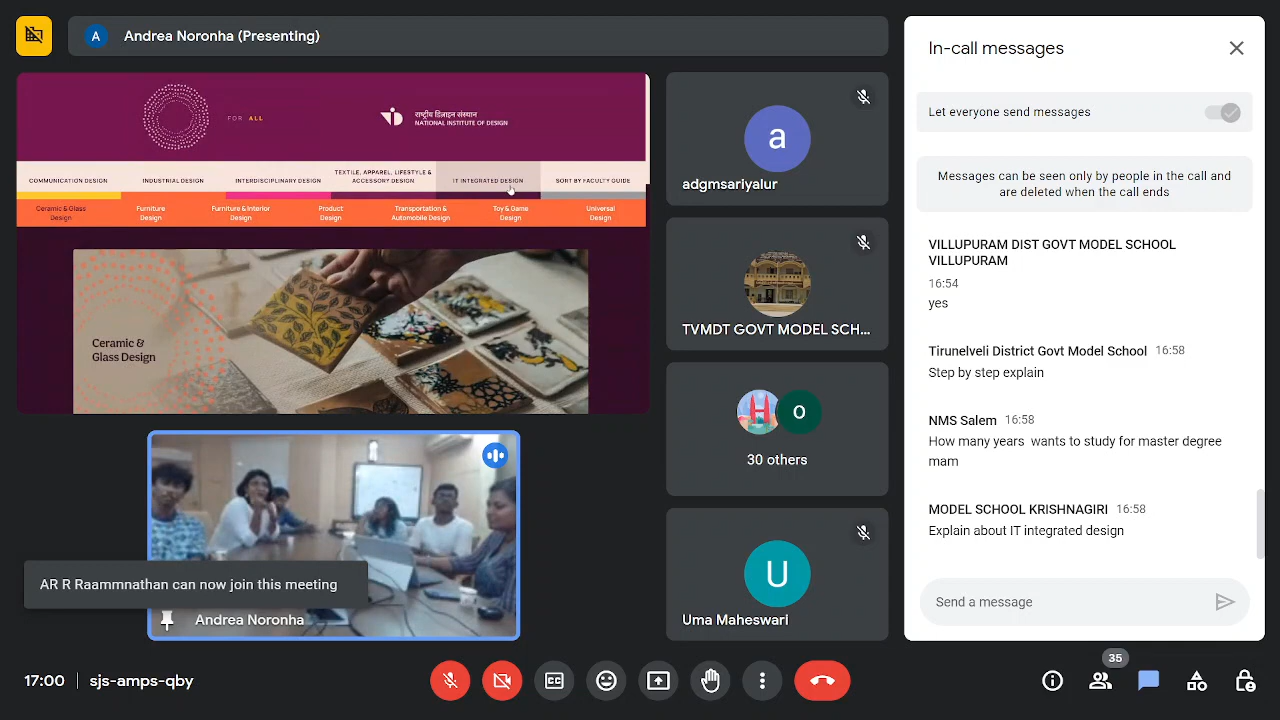 Andrea Noronha (Presenting)
FOR ALL
राष्ट्रीय डिज़ाइन संस्थान
NATIONAL INSTITUTE OF DESIGN
COMMUNICATION DESIGN
INDUSTRIAL DESIGN
INTERDISCIPLINARY DESIGN
TEXTILE, APPAREL, LIFESTYLE &
ACCESSORY DESIGN
IT INTEGRATED DESIGN
SORT BY FACULTY GUIDE
Ceramic & Glass
Design
Furniture
Design
Furniture & Interior
Design
Product
Design
Transportation &
Automobile Design
Toy & Game
Design
Universal
Design
Ceramic &
Glass Design
AR R Raammnathan can now join this meeting
Andrea Noronha
a
adgmsariyalur
TVMDT GOVT MODEL SCH...
H
o
30 others
U
Uma Maheswari
In-call messages
Let everyone send messages
Messages can be seen only by people in the call and
are deleted when the call ends
VILLUPURAM DIST GOVT MODEL SCHOOL
VILLUPURAM
16:54
yes
Tirunelveli District Govt Model School 16:58
Step by step explain
NMS Salem 16:58
How many years wants to study for master degree
mam
MODEL SCHOOL KRISHNAGIRI 16:58
Explain about IT integrated design
Send a message
17:00 | sjs-amps-qby
35